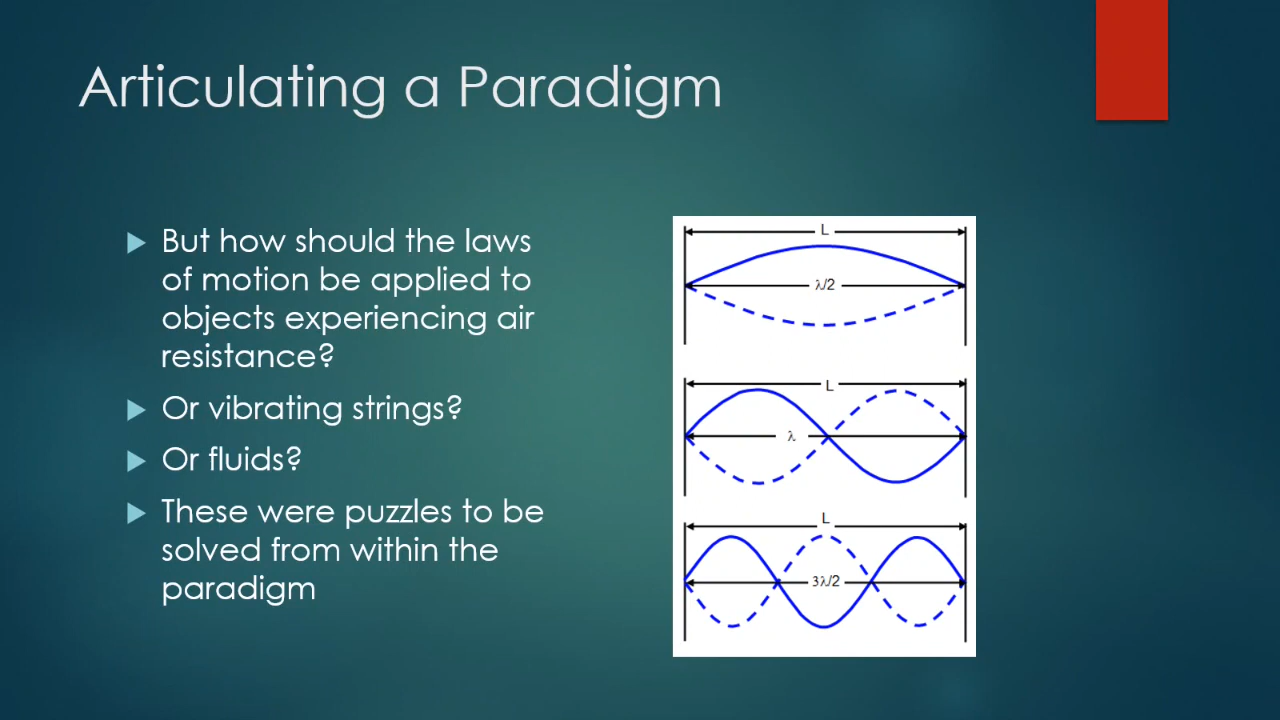 Articulating a Paradigm
But how should the laws
of motion be applied to
objects experiencing air
resistance?
Or vibrating strings?
Or fluids?
These were puzzles to be
solved from within the
paradigm
L
λ/2
L
λ
L
3λ/2